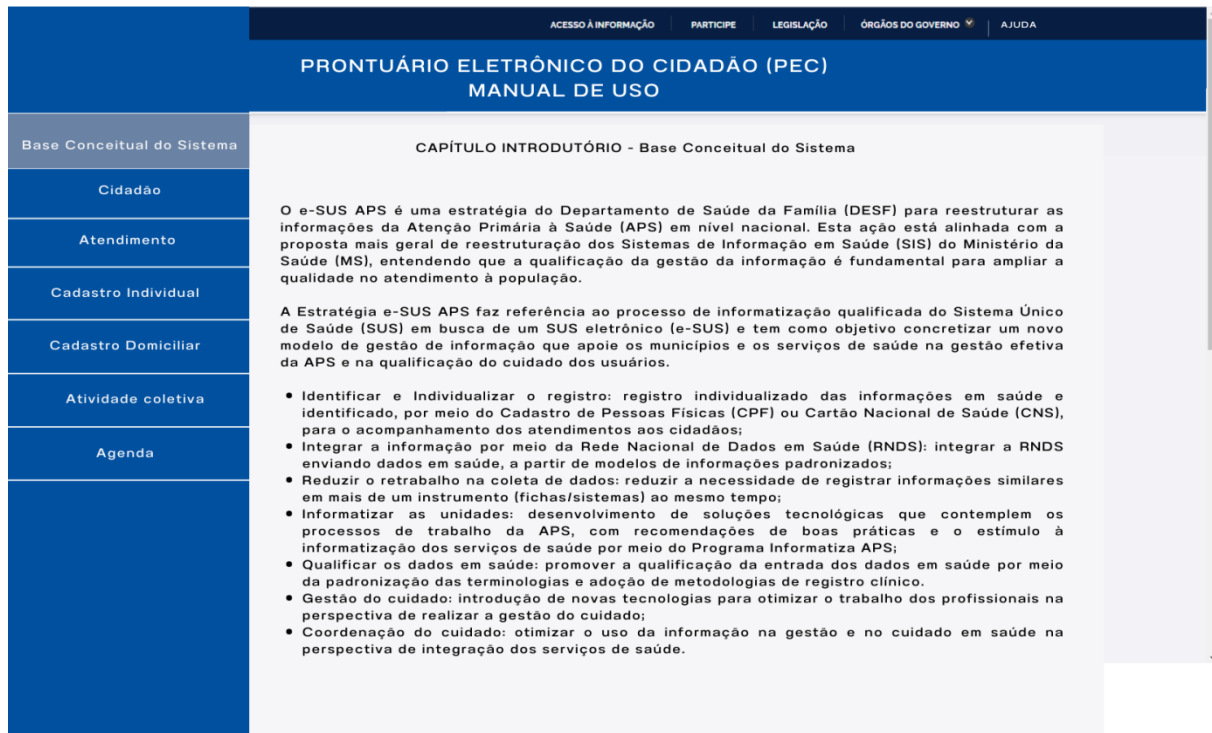 ACESSO À INFORMAÇÃO PARTICIPE LEGISLAÇÃO ÓRGÃOS DO GOVERNO AJUDA
PRONTUÁRIO ELETRÔNICO DO CIDADÃO (PEC)
MANUAL DE USO
Base Conceitual do Sistema
Cidadão
Atendimento
Cadastro Individual
Cadastro Domiciliar
Atividade coletiva
Agenda
CAPÍTULO INTRODUTÓRIO - Base Conceitual do Sistema
O e-SUS APS é uma estratégia do Departamento de Saúde da Família (DESF) para reestruturar as
informações da Atenção Primária à Saúde (APS) em nível nacional. Esta ação está alinhada com a
proposta mais geral de reestruturação dos Sistemas de Informação em Saúde (SIS) do Ministério da
Saúde (MS), entendendo que a qualificação da gestão da informação é fundamental para ampliar a
qualidade no atendimento à população.
A Estratégia e-SUS APS faz referência ao processo de informatização qualificada do Sistema Único
de Saúde (SUS) em busca de um SUS eletrônico (e-SUS) e tem como objetivo concretizar um novo
modelo de gestão de informação que apoie os municípios e os serviços de saúde na gestão efetiva
da APS e na qualificação do cuidado dos usuários.
• Identificar e Individualizar o registro: registro individualizado das informações em saúde e
identificado, por meio do Cadastro de Pessoas Físicas (CPF) ou Cartão Nacional de Saúde (CNS),
para o acompanhamento dos atendimentos aos cidadãos;
• Integrar a informação por meio da Rede Nacional de Dados em Saúde (RNDS): integrar a RNDS
enviando dados em saúde, a partir de modelos de informações padronizados;
• Reduzir o retrabalho na coleta de dados: reduzir a necessidade de registrar informações similares
em mais de um instrumento (fichas/sistemas) ao mesmo tempo;
• Informatizar as unidades: desenvolvimento de soluções tecnológicas que contemplem os
processos de trabalho da APS, com recomendações de boas práticas e o estímulo à
informatização dos serviços de saúde por meio do Programa Informatiza APS;
• Qualificar os dados em saúde: promover a qualificação da entrada dos dados em saúde por meio
da padronização das terminologias e adoção de metodologias de registro clínico.
• Gestão do cuidado: introdução de novas tecnologias para otimizar o trabalho dos profissionais na
perspectiva de realizar a gestão do cuidado;
• Coordenação do cuidado: otimizar o uso da informação na gestão e no cuidado em saúde na
perspectiva de integração dos serviços de saúde.